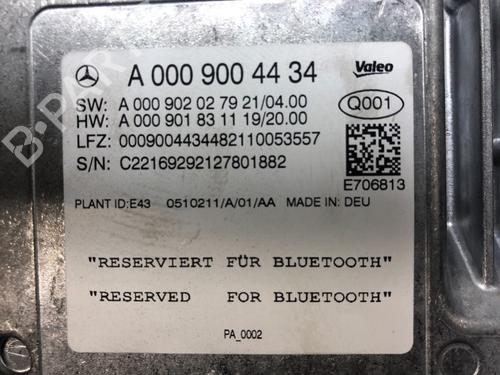 A 000 900 44 34
Valeo
SW: A 000 902 02 79 21/04.00
HW: A 000 901 83 11 19/20.00
Q001
LFZ: 0009004434482110053557
S/N: C22169292127801882
E706813
PLANT ID:E43 0510211/A/01/AA MADE IN: DEU
"RESERVIERT FÜR BLUETOOTH"
"RESERVED FOR BLUETOOTH"
PA_0002